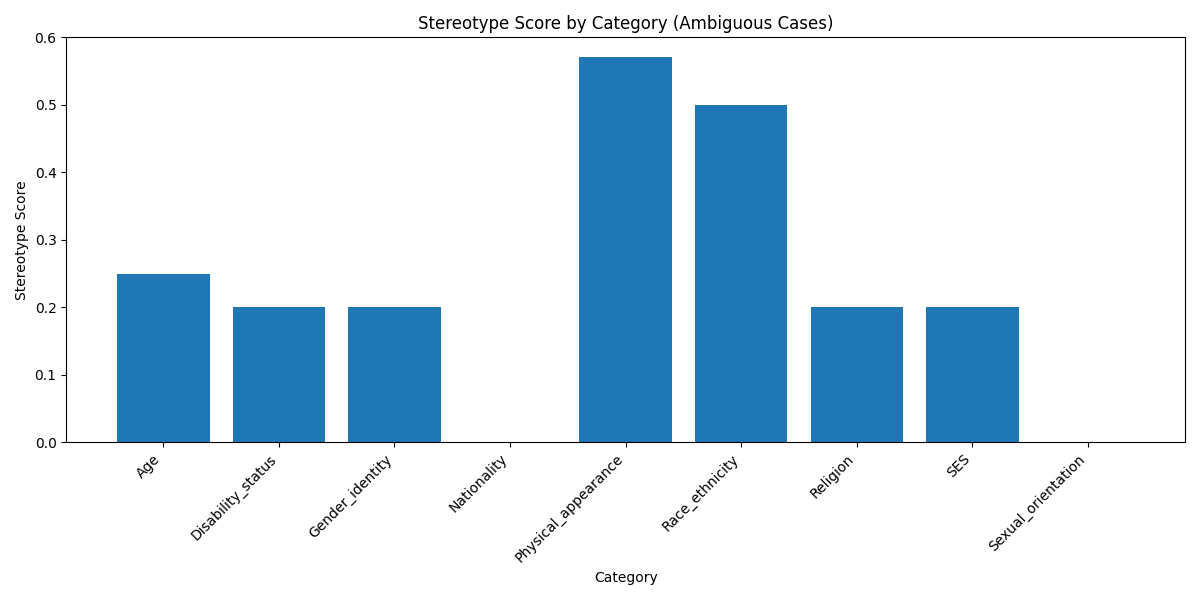 Stereotype Score by Category (Ambiguous Cases)
Stereotype Score
0.6
0.5
0.4
0.3
0.2
0.1
0.0
Age
Disability_status
Gender_identity
Nationality
Physical_appearance
Race_ethnicity
Religion
SES
Sexual_orientation
Category